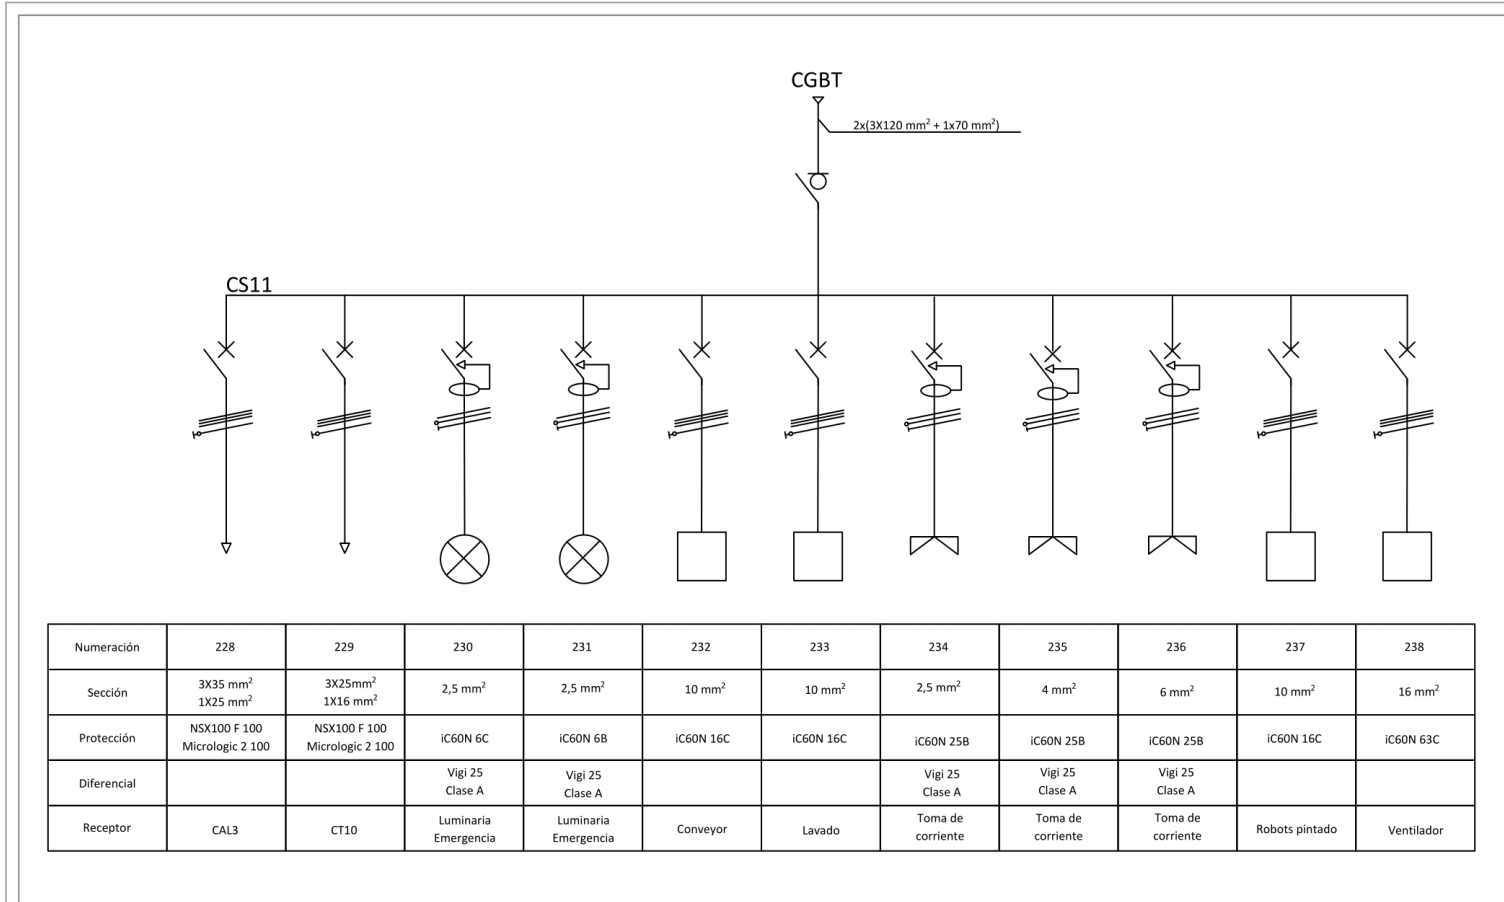 CGBT
2x(3X120 mm² + 1x70 mm²)
CS11
Numeración 228 229 230 231 232 233 234 235 236 237 238
Sección 3X35 mm² 1X25 mm² 3X25mm² 1X16 mm² 2,5 mm² 2,5 mm² 10 mm² 10 mm² 2,5 mm² 4 mm² 6 mm² 10 mm² 16 mm²
Protección NSX100 F 100 Micrologic 2 100 NSX100 F 100 Micrologic 2 100 iC60N 6C iC60N 6B iC60N 16C iC60N 16C iC60N 25B iC60N 25B iC60N 25B iC60N 16C iC60N 63C
Diferencial Vigi 25 Clase A Vigi 25 Clase A Vigi 25 Clase A Vigi 25 Clase A Vigi 25 Clase A
Receptor CAL3 CT10 Luminaria Emergencia Luminaria Emergencia Conveyor Lavado Toma de corriente Toma de corriente Toma de corriente Robots pintado Ventilador